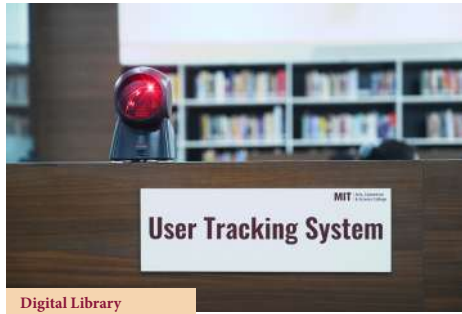 MIT Arts, Commerce
& Science College
User Tracking System
Digital Library